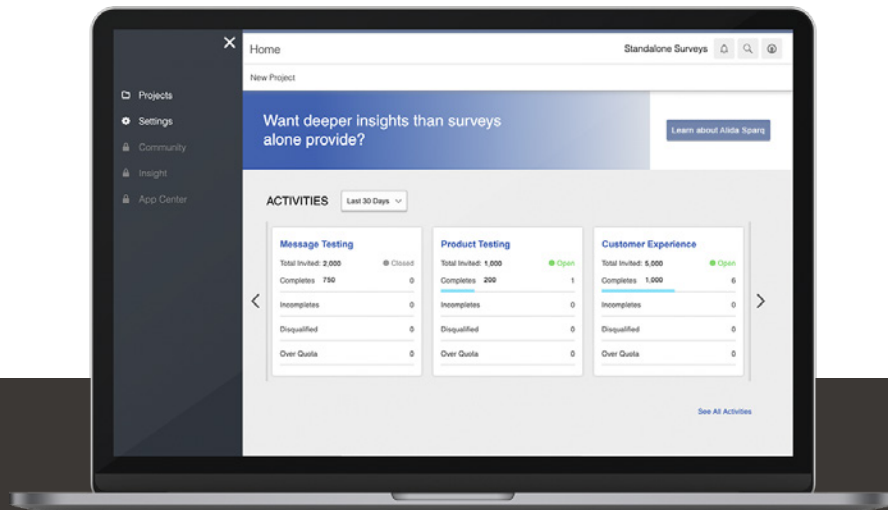 Home
Standalone Surveys
New Project
Projects
Settings
Community
Insight
App Center
Want deeper insights than surveys
alone provide?
Learn about Alida Sparq
ACTIVITIES
Last 30 Days
Message Testing
Total Invited: 2,000
Closed
Completes 750 0
Incompletes 0
Disqualified 0
Over Quota 0
Product Testing
Total Invited: 1,000
Open
Completes 200 1
Incompletes 0
Disqualified 0
Over Quota 0
Customer Experience
Total Invited: 5,000
Open
Completes 1,000 6
Incompletes 0
Disqualified 0
Over Quota 0
See All Activities